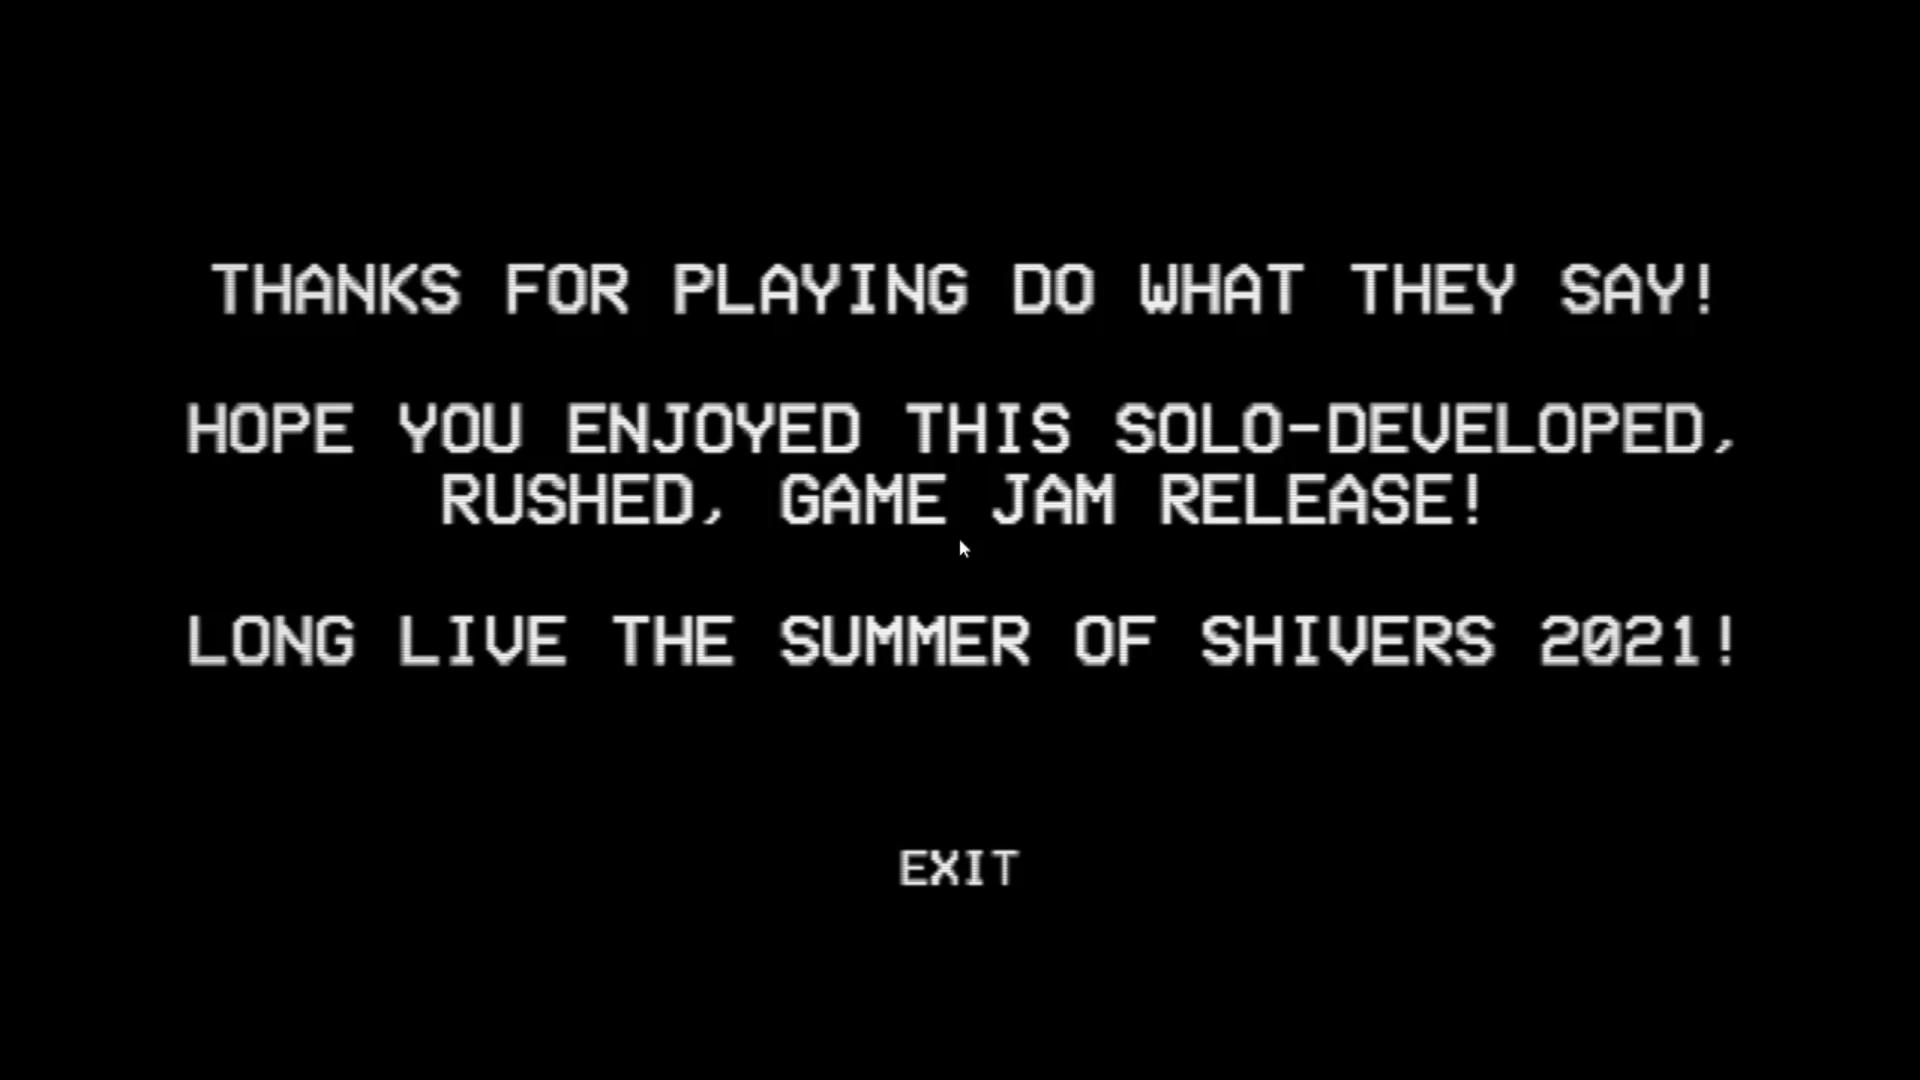 THANKS FOR PLAYING DO WHAT THEY SAY!
HOPE YOU ENJOYED THIS SOLO-DEVELOPED,
RUSHED, GAME JAM RELEASE!
LONG LIVE THE SUMMER OF SHIVERS 2021!
EXIT